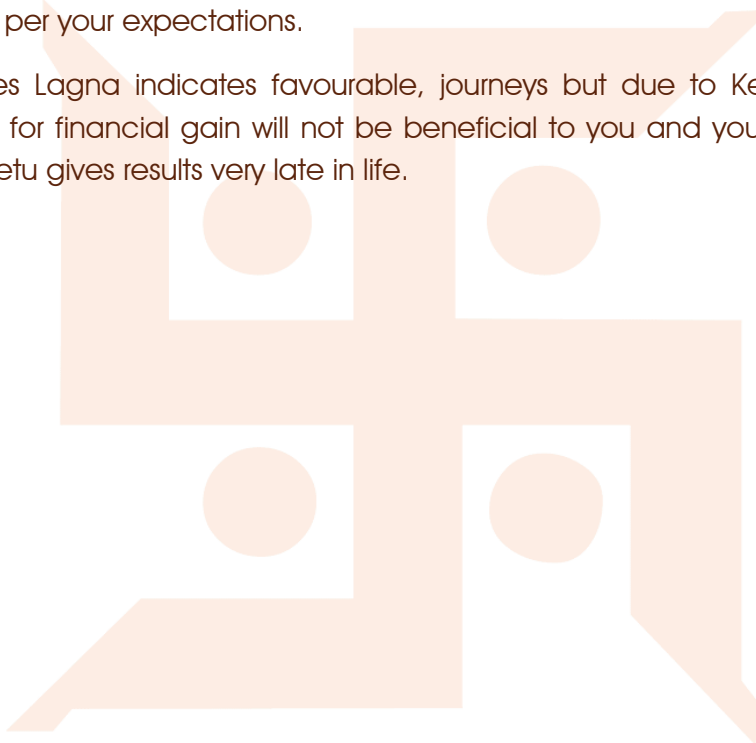 per your expectations.
es Lagna indicates favourable, journeys but due to Ke
for financial gain will not be beneficial to you and you
etu gives results very late in life.